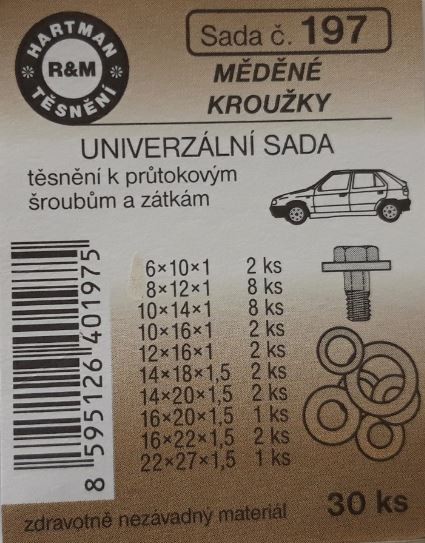 HARTMAN
R&M
TĚSNĚNÍ
Sada č. 197
MĚDĚNÉ
KROUŽKY
UNIVERZÁLNÍ SADA
těsnění k průtokovým
šroubům a zátkám
6×10×1 2 ks
8×12×1 8 ks
10×14×1 8 ks
10×16×1 2 ks
12×16×1 2 ks
14×18×1,5 2 ks
14×20×1,5 2 ks
16×20×1,5 1 ks
16×22×1,5 2 ks
22×27×1,5 1 ks
8 595126 401975
zdravotně nezávadný materiál
30 ks